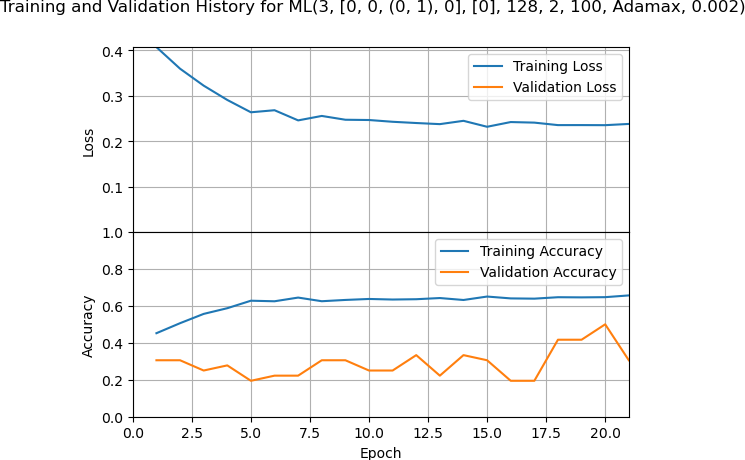 Training and Validation History for ML(3, [0, 0, (0, 1), 0], [0], 128, 2, 100, Adamax, 0.002)
0.4
0.3
0.2
0.1
Loss
Training Loss
Validation Loss
1.0
0.8
0.6
0.4
0.2
0.0
Accuracy
Training Accuracy
Validation Accuracy
0.0 2.5 5.0 7.5 10.0 12.5 15.0 17.5 20.0
Epoch